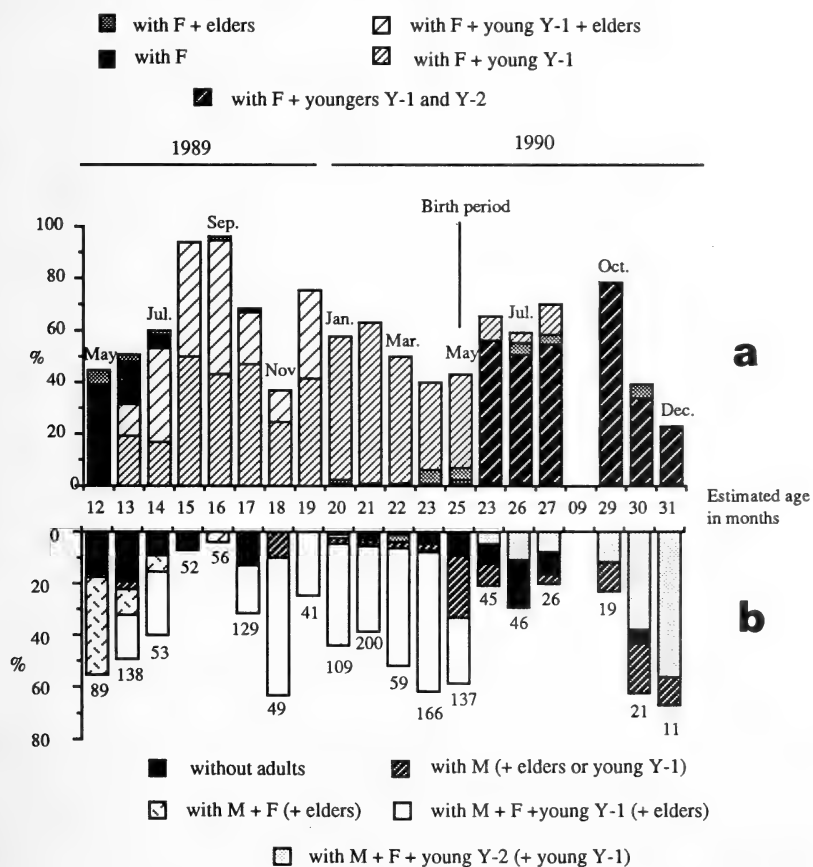 with F + elders
with F + young Y-1 + elders
with F
with F + young Y-1
with F + youngers Y-1 and Y-2
1989
1990
Birth period
100
80
60
40
20
0
%
May
Jul.
Sep.
Nov
Jan.
Mar.
May
Jul.
Oct.
Dec.
a
12 13 14 15 16 17 18 19 20 21 22 23 25 23 26 27 09 29 30 31
Estimated age
in months
0
20
40
60
80
%
89
138
53
52
56
129
49
41
109
200
59
166
137
45
46
26
19
21
11
b
without adults
with M (+ elders or young Y-1)
with M + F (+ elders)
with M + F +young Y-1 (+ elders)
with M + F + young Y-2 (+ young Y-1)